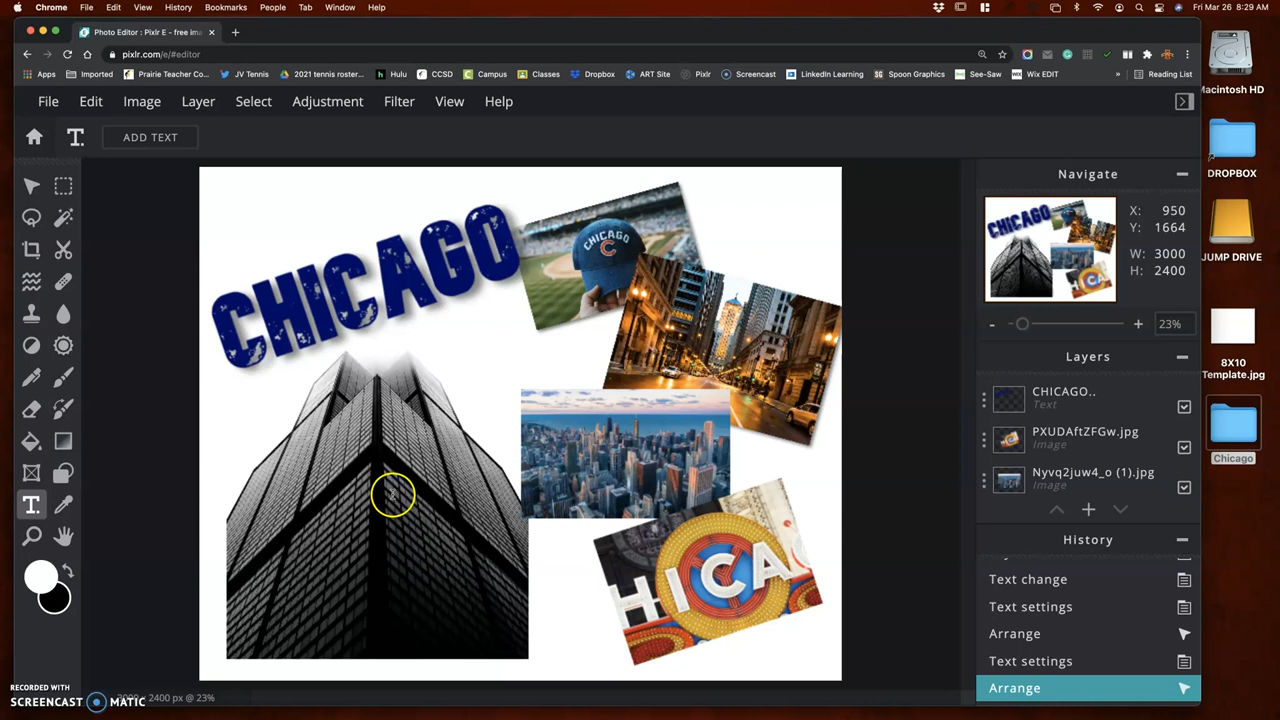 Chrome File Edit View History Bookmarks People Tab Window Help Fri Mar 26 8:29 AM
Photo Editor : Pixlr E - free ima
pixlr.com/e/#editor
Apps Imported Prairie Teacher Co... JV Tennis 2021 tennis roster... Hulu CCSD Campus Classes Dropbox ART Site Pixlr Screencast LinkedIn Learning Spoon Graphics See-Saw Wix EDIT » Reading List
File Edit Image Layer Select Adjustment Filter View Help
T. ADD TEXT
CHICAGO
CHICAGO
C
HICAG
Navigate
X: 950
Y: 1664
W: 3000
H: 2400
- + 23%
Layers
CHICAGO..
Text
PXUDAftZFGw.jpg
Image
Nyvq2juw4_o (1).jpg
Image
History
Text change
Text settings
Arrange
Text settings
Arrange
T.
2400 px @ 23%
RECORDED WITH
SCREENCAST MATIC
Macintosh HD
DROPBOX
JUMP DRIVE
8X10
Template.jpg
Chicago